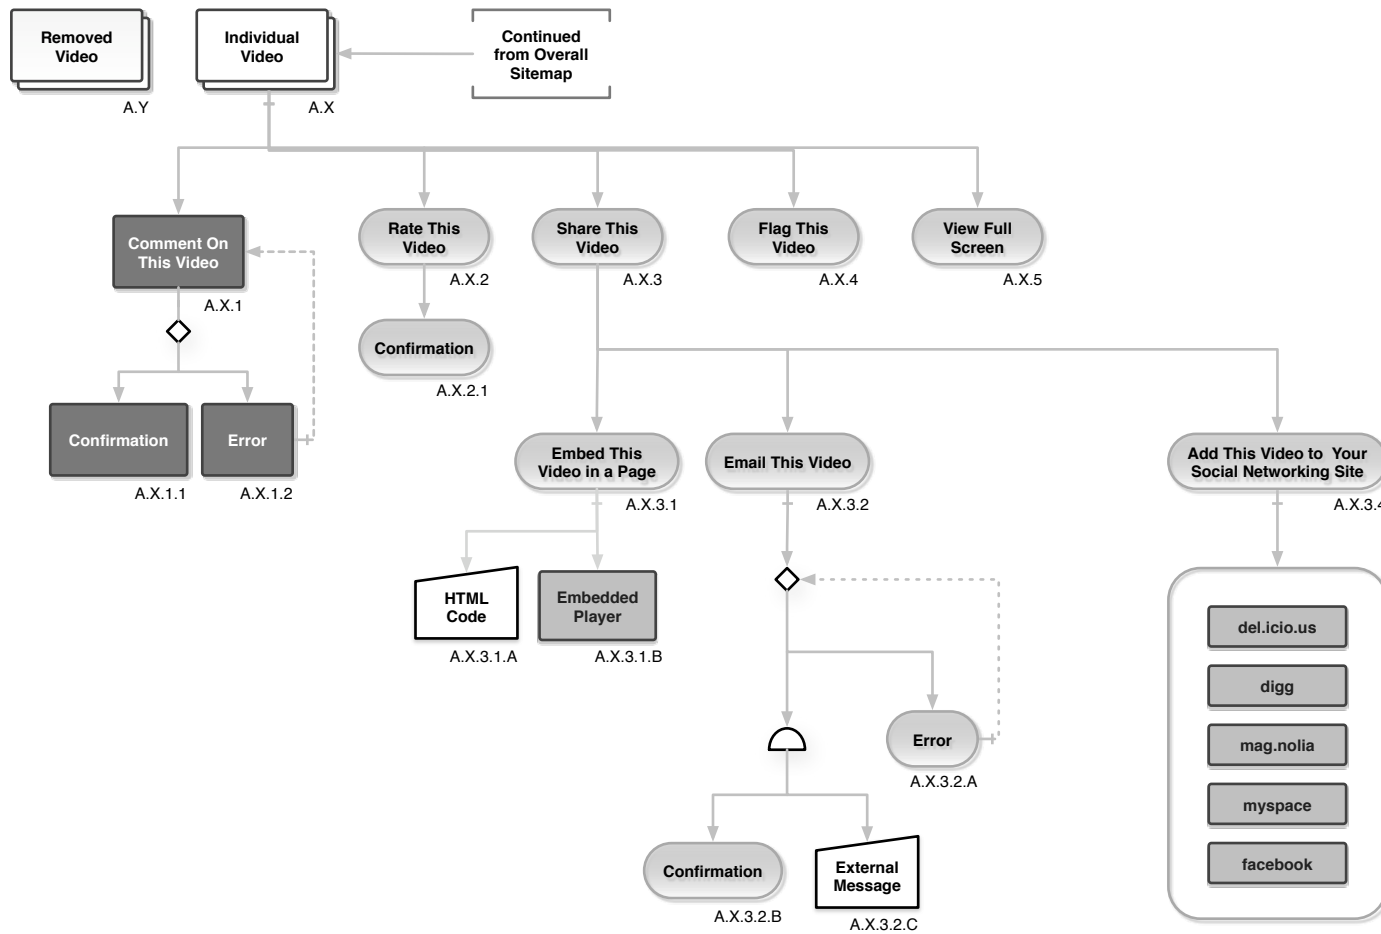 Removed
Video
A.Y
Individual
Video
A.X
Continued
from Overall
Sitemap
Comment On
This Video
A.X.1
Rate This
Video
A.X.2
Share This
Video
A.X.3
Flag This
Video
A.X.4
View Full
Screen
A.X.5
Confirmation
A.X.2.1
Confirmation
A.X.1.1
Error
A.X.1.2
Embed This
Video in a Page
A.X.3.1
Email This Video
A.X.3.2
Add This Video to Your
Social Networking Site
A.X.3.4
HTML
Code
A.X.3.1.A
Embedded
Player
A.X.3.1.B
Error
A.X.3.2.A
Confirmation
A.X.3.2.B
External
Message
A.X.3.2.C
del.icio.us
digg
mag.nolia
myspace
facebook